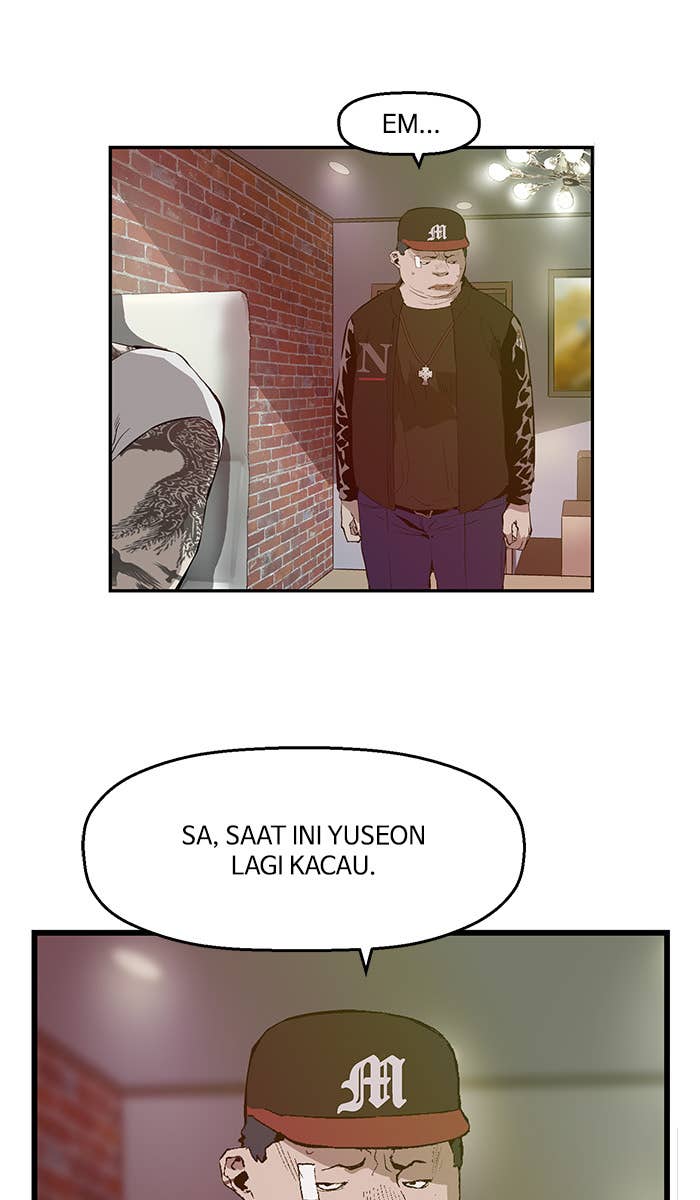 EM...
M
N
SA, SAAT INI YUSEON
LAGI KACAU.
M